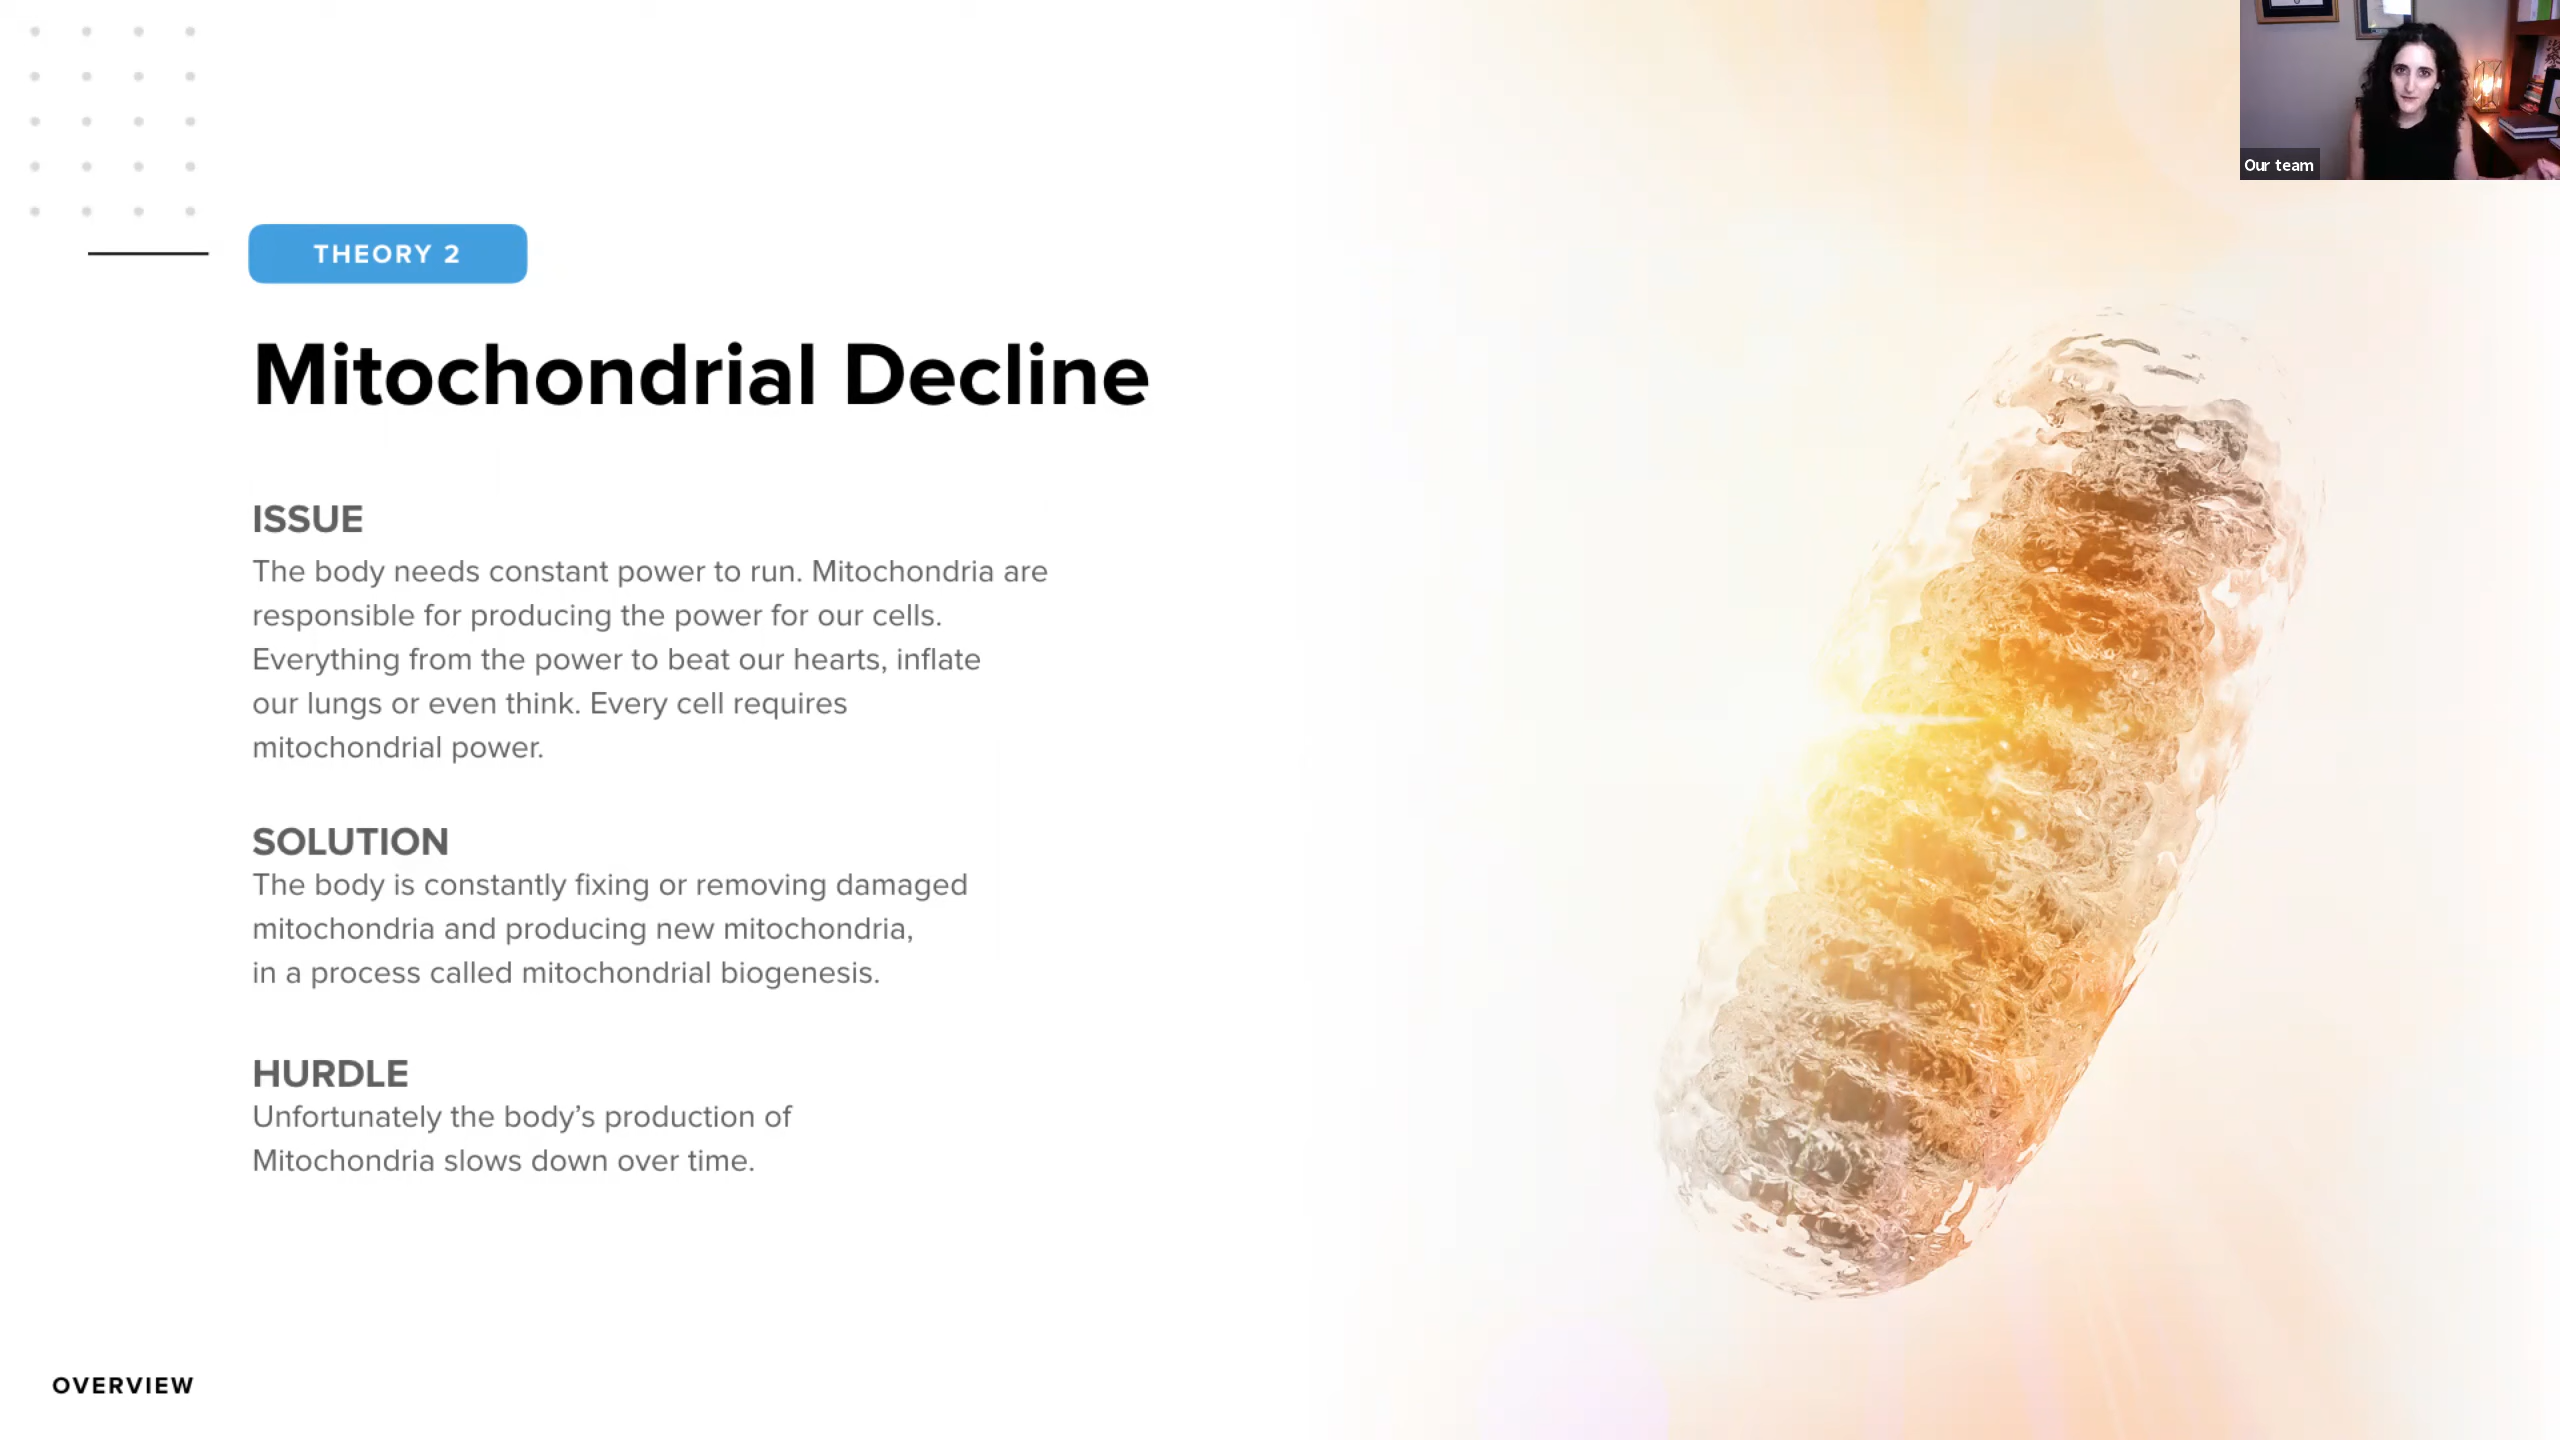 Our team
THEORY 2
Mitochondrial Decline
ISSUE
The body needs constant power to run. Mitochondria are
responsible for producing the power for our cells.
Everything from the power to beat our hearts, inflate
our lungs or even think. Every cell requires
mitochondrial power.
SOLUTION
The body is constantly fixing or removing damaged
mitochondria and producing new mitochondria,
in a process called mitochondrial biogenesis.
HURDLE
Unfortunately the body’s production of
Mitochondria slows down over time.
OVERVIEW